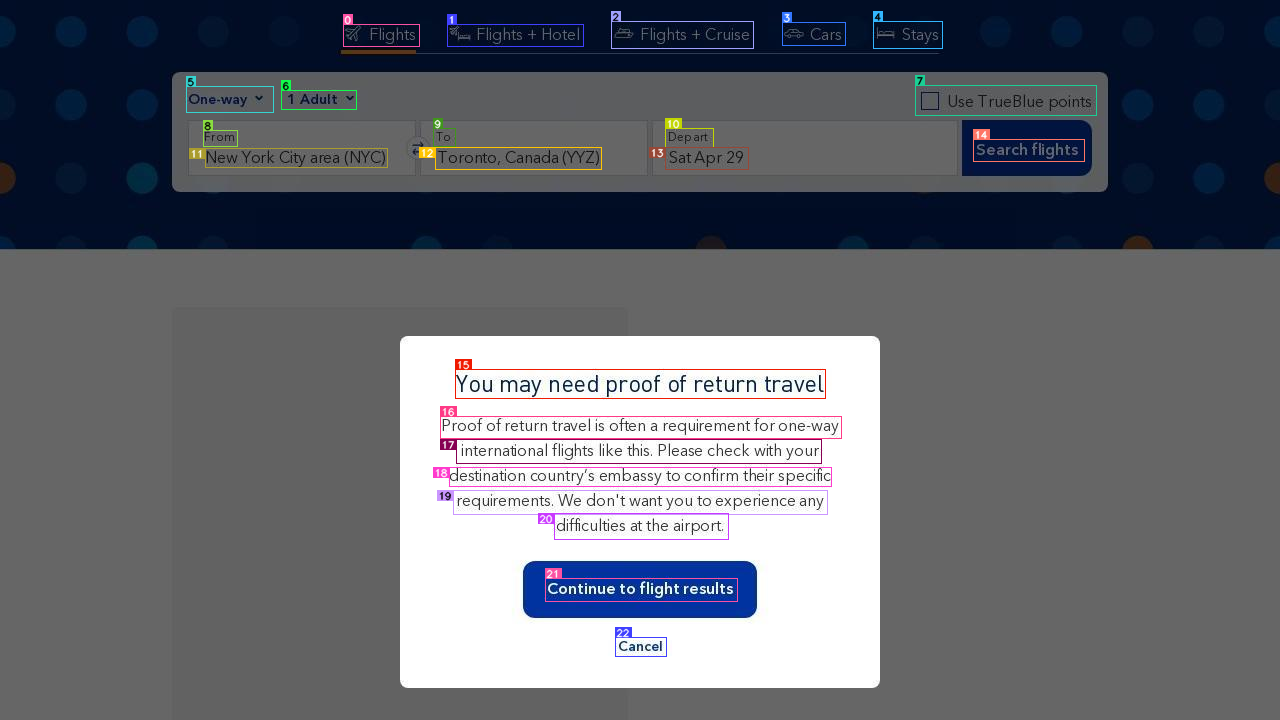 0 1 2 3 4
Flights Flights + Hotel Flights + Cruise Cars Stays
5 6 7
One-way 1 Adult Use TrueBlue points
8 9 10
From To Depart 14
11 New York City area (NYC) 12 Toronto, Canada (YYZ) 13 Sat Apr 29 Search flights
15
You may need proof of return travel
16
Proof of return travel is often a requirement for one-way
17 international flights like this. Please check with your
18 destination country's embassy to confirm their specific
19 requirements. We don't want you to experience any
20 difficulties at the airport.
21
Continue to flight results
22
Cancel